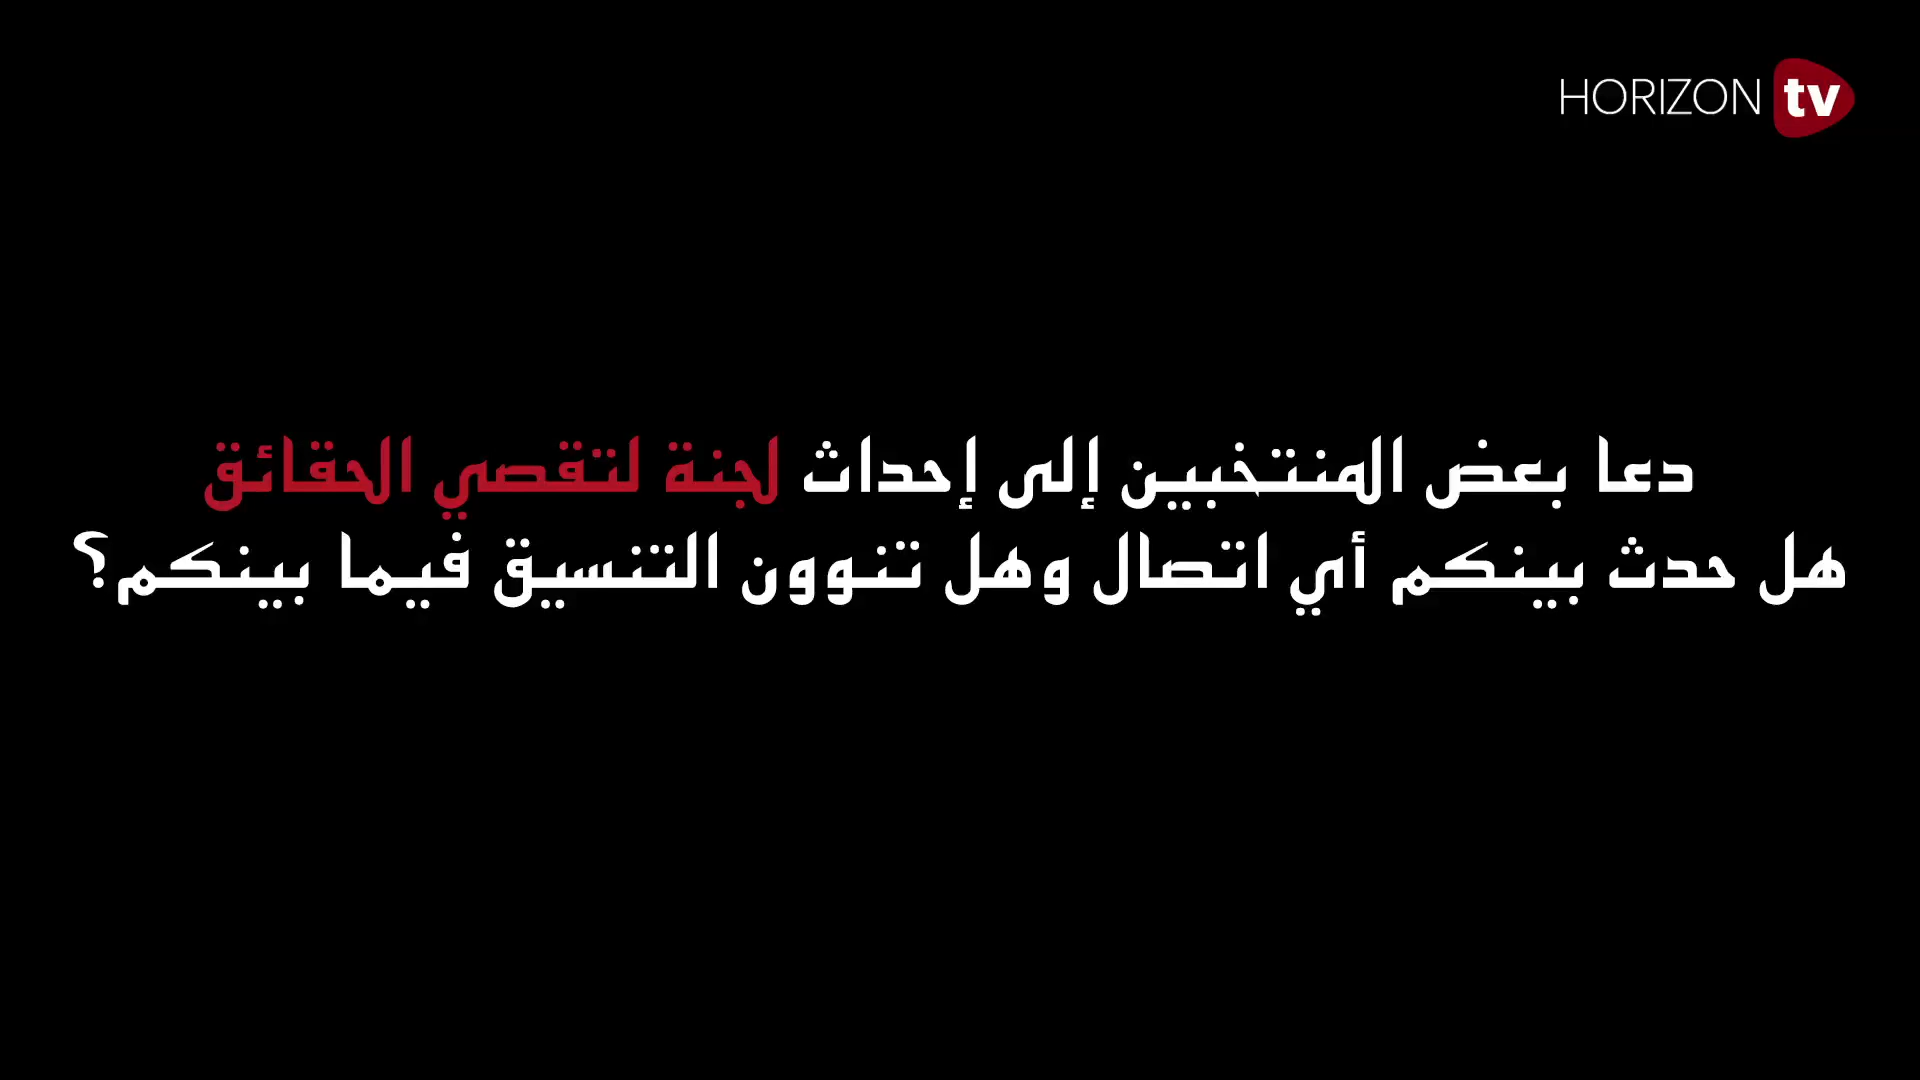 HORIZON tv
دعا بعض المنتخبين إلى إحداث لجنة لتقصي الحقائق
هل حدث بينكم أي اتصال وهل تنوون التنسيق فيما بينكم؟